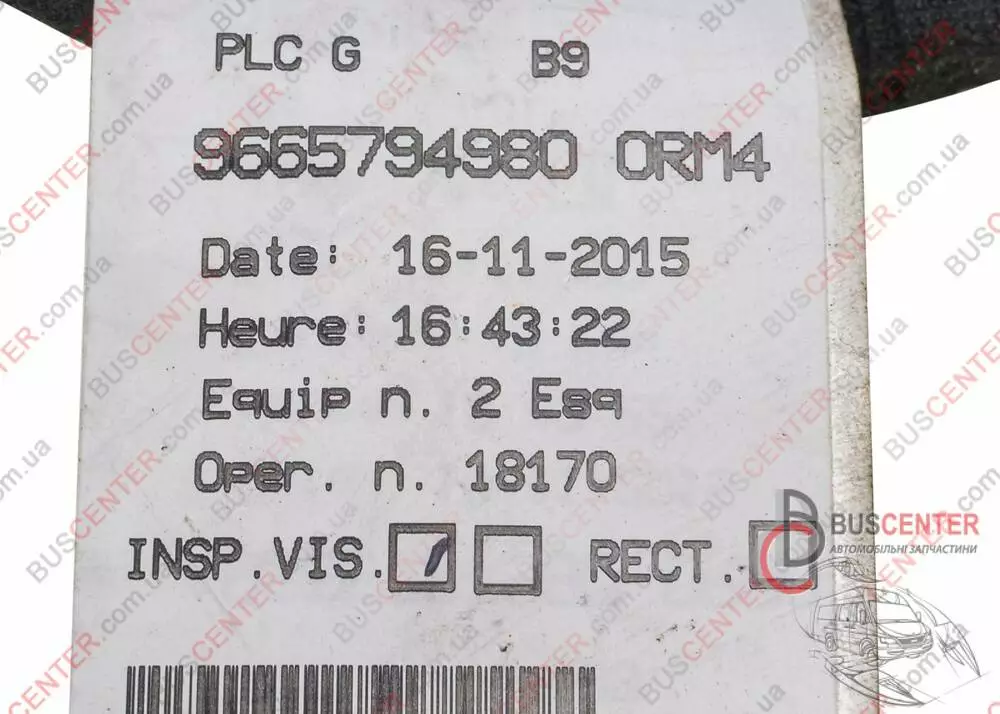 PLC G B9
9665794980 ORM4
Date: 16-11-2015
Heure: 16:43:22
Equip n. 2 Esq
Oper. n. 18170
INSP.VIS. RECT.
BUSCENTER
АВТОМОБІЛЬНІ ЗАПЧАСТИНИ
BUSCENTER.com.ua